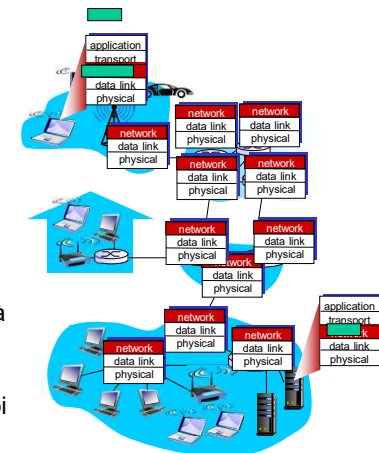 application
transport
data link
physical
network
data link
physical
network
data link
physical
network
data link
physical
network
data link
physical
network
data link
physical
network
data link
physical
network
data link
physical
network
data link
physical
application
transport
data link
physical
à
network
data link
physical
network
data link
physical
network
data link
physical